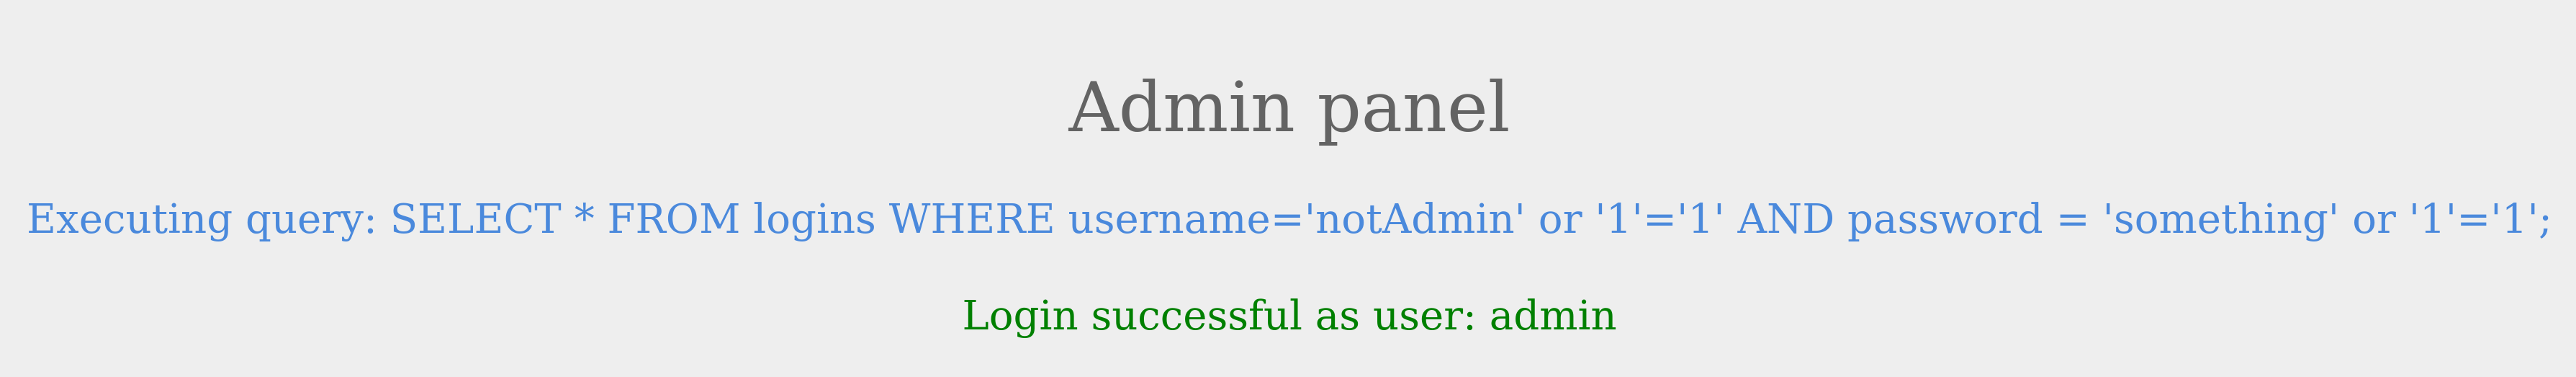 Admin panel
Executing query: SELECT * FROM logins WHERE username='notAdmin' or '1'='1' AND password = 'something' or '1'='1';
Login successful as user: admin